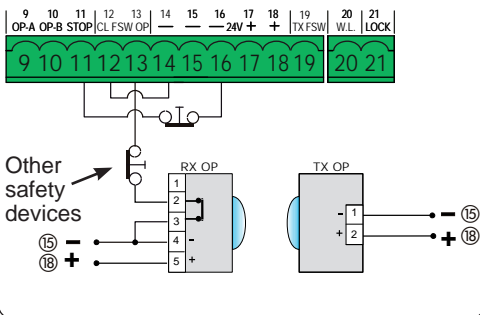 9 10 11 12 13 14 15 16 17 18 19 20 21
OP-A OP-B STOP CL FSW OP — — — 24V + + TX FSW W.L. LOCK
9 10 11 12 13 14 15 16 17 18 19 20 21
Other
safety
devices
RX OP
1
2
3
4 -
5 +
⑮ –
⑱ +
TX OP
- 1 – ⑮
+ 2 + ⑱